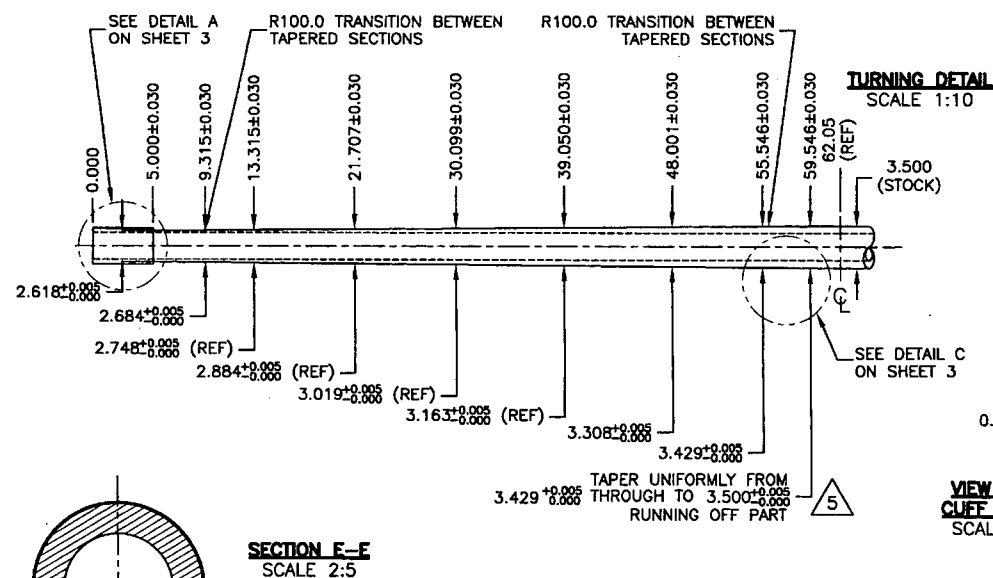 SEE DETAIL A
ON SHEET 3
R100.0 TRANSITION BETWEEN
TAPERED SECTIONS
R100.0 TRANSITION BETWEEN
TAPERED SECTIONS
TURNING DETAIL
SCALE 1:10
0.000
5.000±0.030
9.315±0.030
13.315±0.030
21.707±0.030
30.099±0.030
39.050±0.030
48.001±0.030
55.546±0.030
59.546±0.030
62.05
(REF)
3.500
(STOCK)
2.618+0.005 -0.000
2.684+0.005 -0.000
2.748+0.005 -0.000 (REF)
2.884+0.005 -0.000 (REF)
3.019+0.005 -0.000 (REF)
3.163+0.005 -0.000 (REF)
3.308+0.005 -0.000
3.429+0.005 -0.000
℄
SEE DETAIL C
ON SHEET 3
TAPER UNIFORMLY FROM
3.429 +0.005 0.000 THROUGH TO 3.500+0.005 -0.000
RUNNING OFF PART
5
0.
VIEW
CUFF
SCAL
SECTION E-E
SCALE 2:5